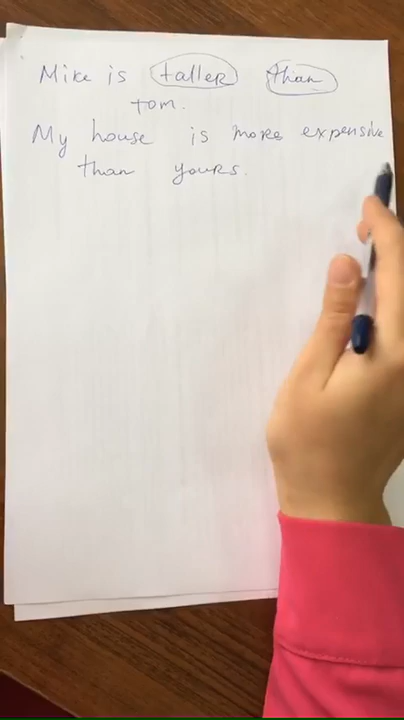 Mike is taller than
tom.
My house is more expensive
than yours.